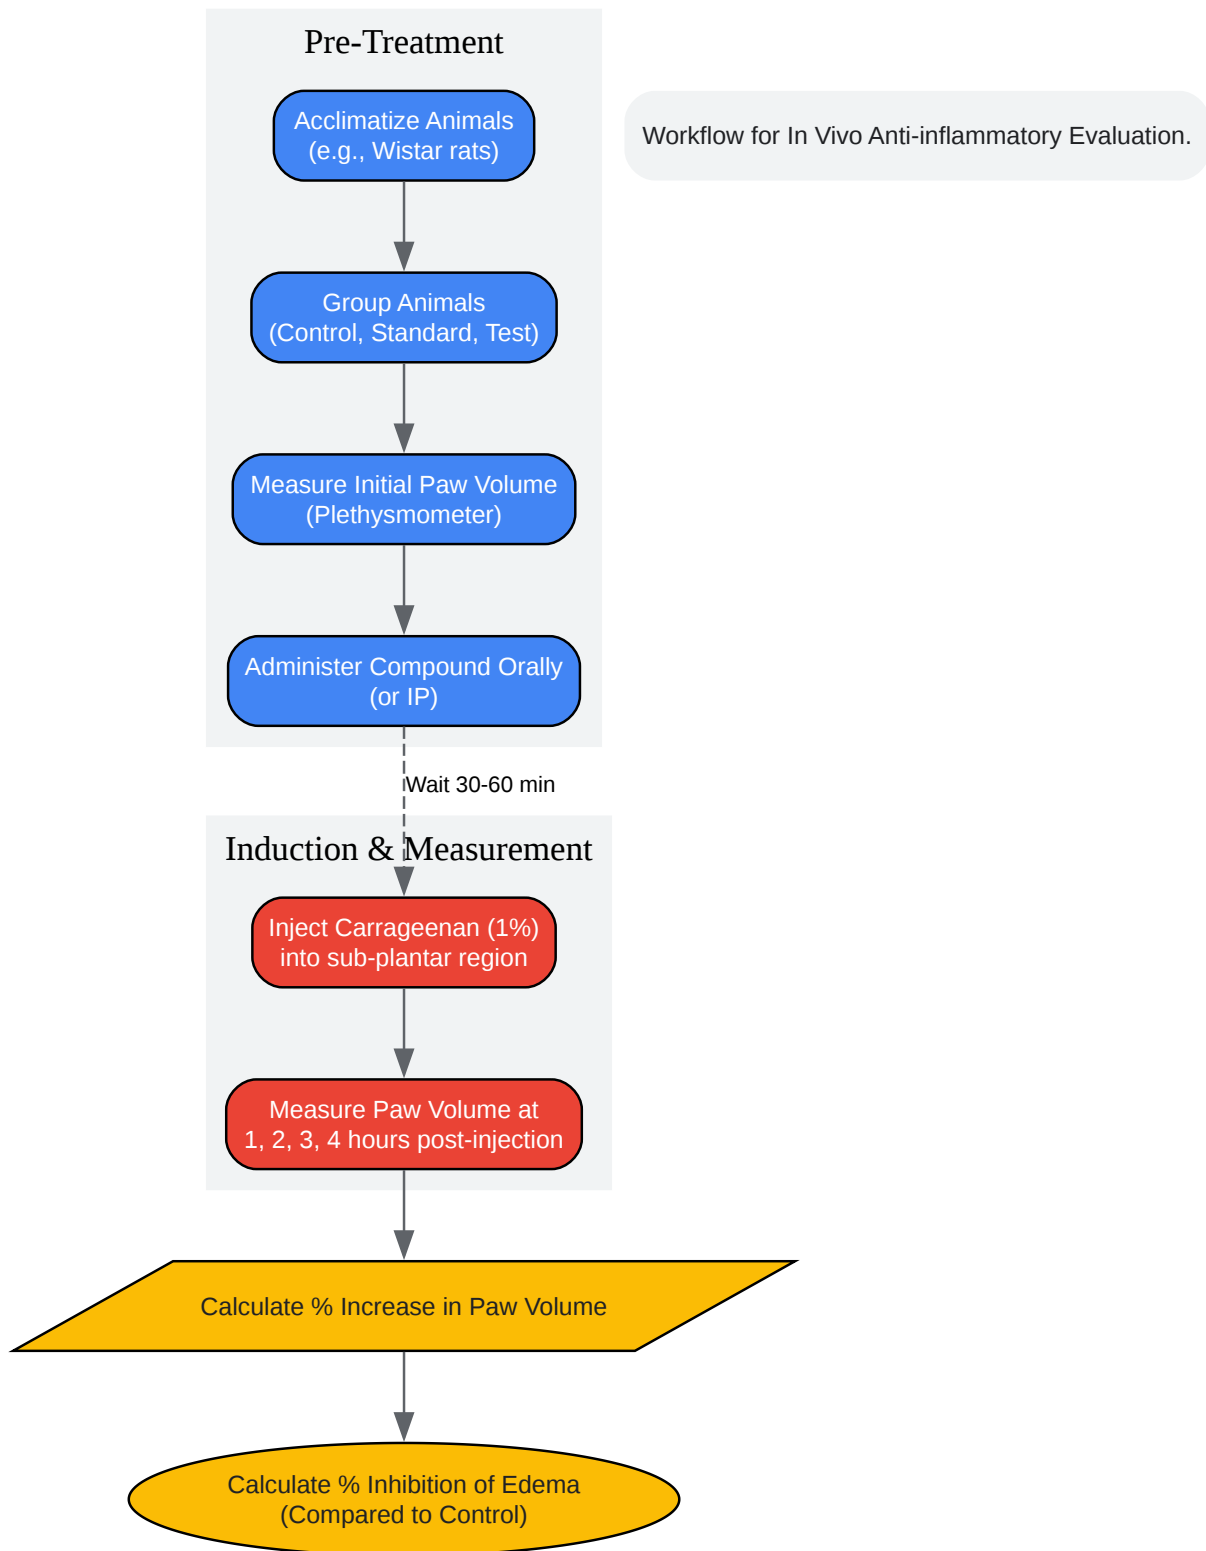 Pre-Treatment
Acclimatize Animals
(e.g., Wistar rats)
Workflow for In Vivo Anti-inflammatory Evaluation.
Group Animals
(Control, Standard, Test)
Measure Initial Paw Volume
(Plethysmometer)
Administer Compound Orally
(or IP)
Wait 30-60 min
Induction & Measurement
Inject Carrageenan (1%)
into sub-plantar region
Measure Paw Volume at
1, 2, 3, 4 hours post-injection
Calculate % Increase in Paw Volume
Calculate % Inhibition of Edema
(Compared to Control)